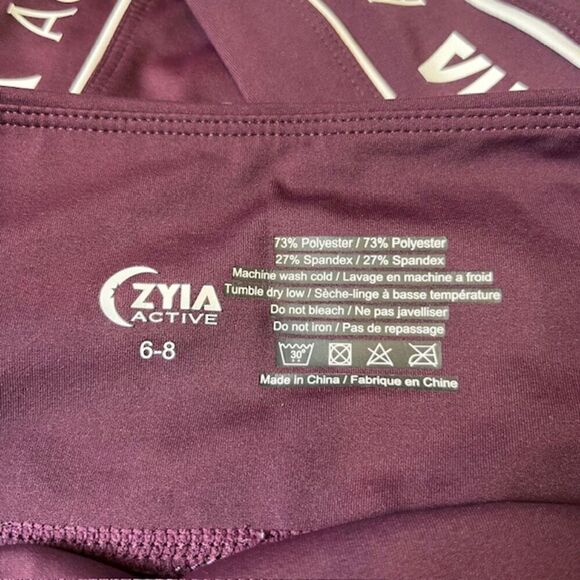 AC
ZYIA
ACTIVE
6-8
73% Polyester / 73% Polyester
27% Spandex / 27% Spandex
Machine wash cold / Lavage en machine a froid
Tumble dry low / Sèche-linge à basse température
Do not bleach / Ne pas javelliser
Do not iron / Pas de repassage
30°
Made in China / Fabrique en Chine